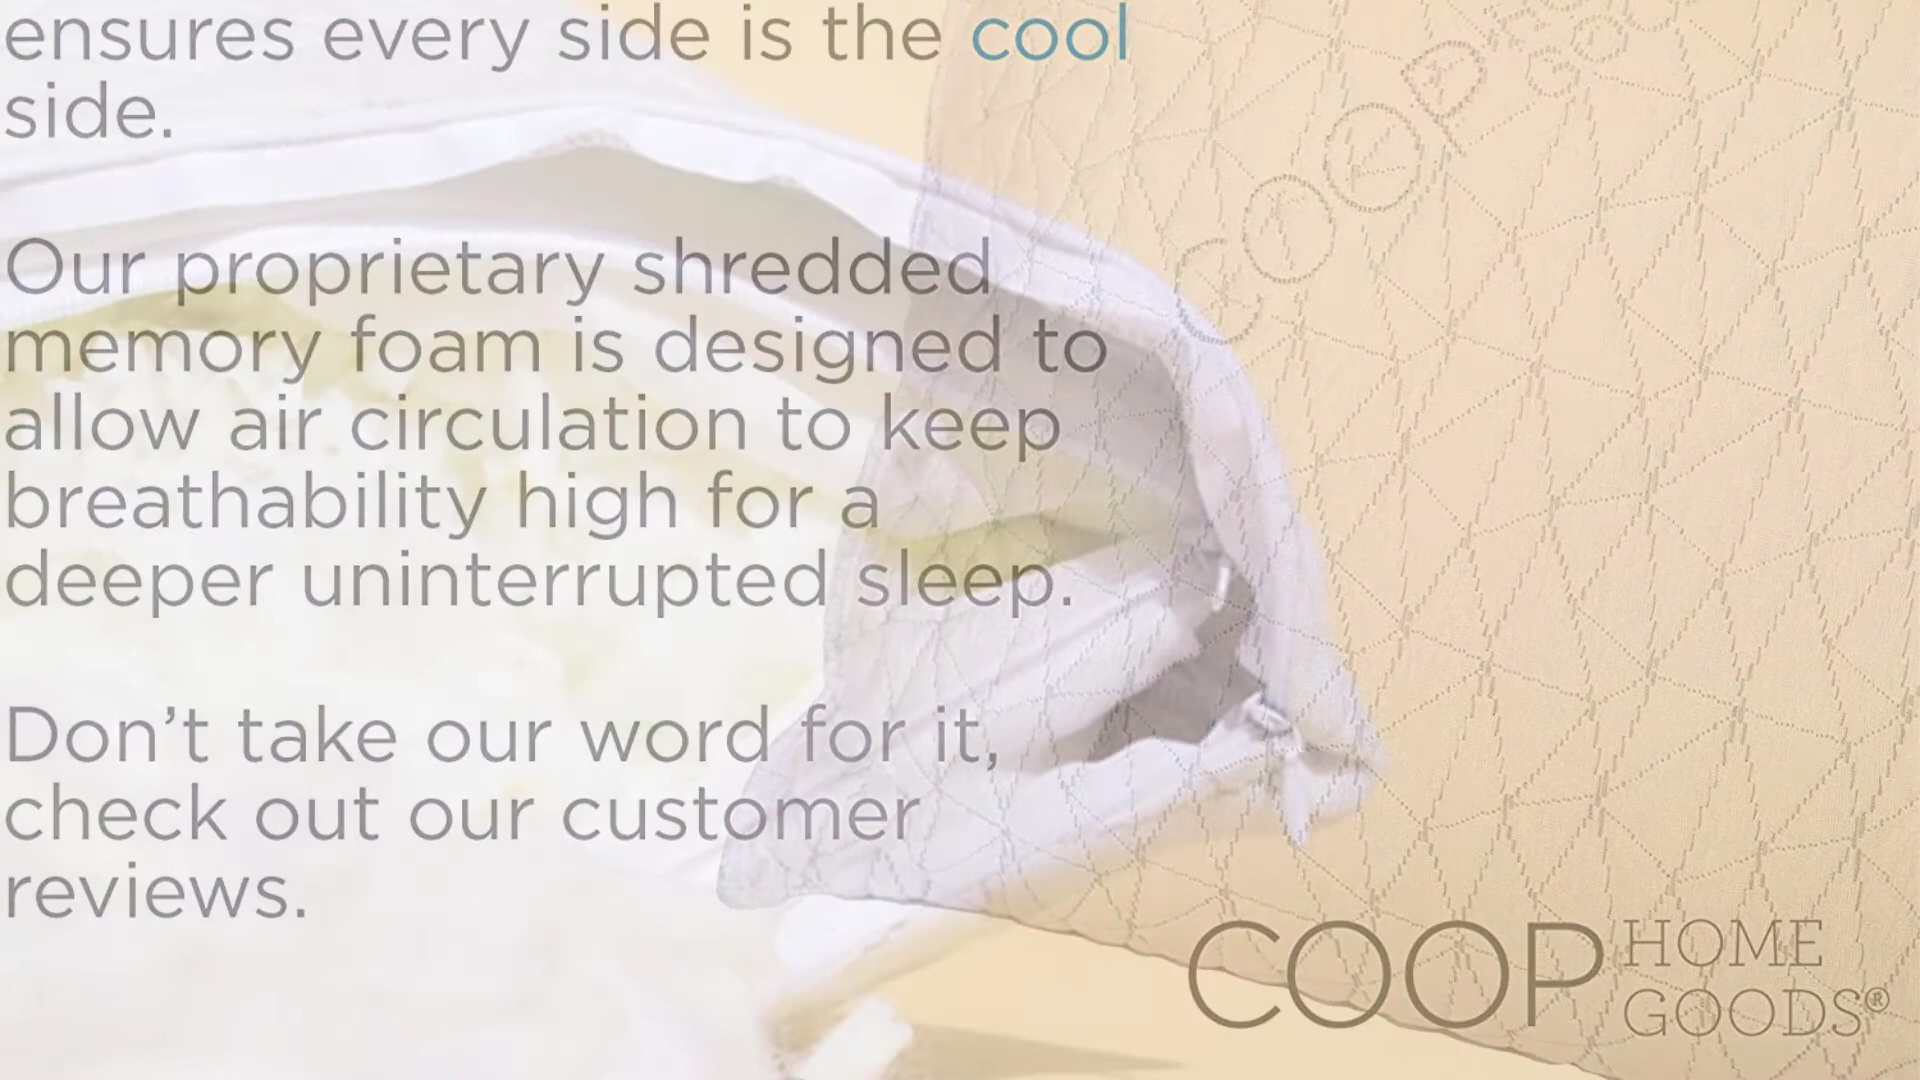 ensures every side is the cool
side.
Our proprietary shredded
memory foam is designed to
allow air circulation to keep
breathability high for a
deeper uninterrupted sleep.
Don’t take our word for it,
check out our customer
reviews.
COOP
COOP HOME
GOODS®